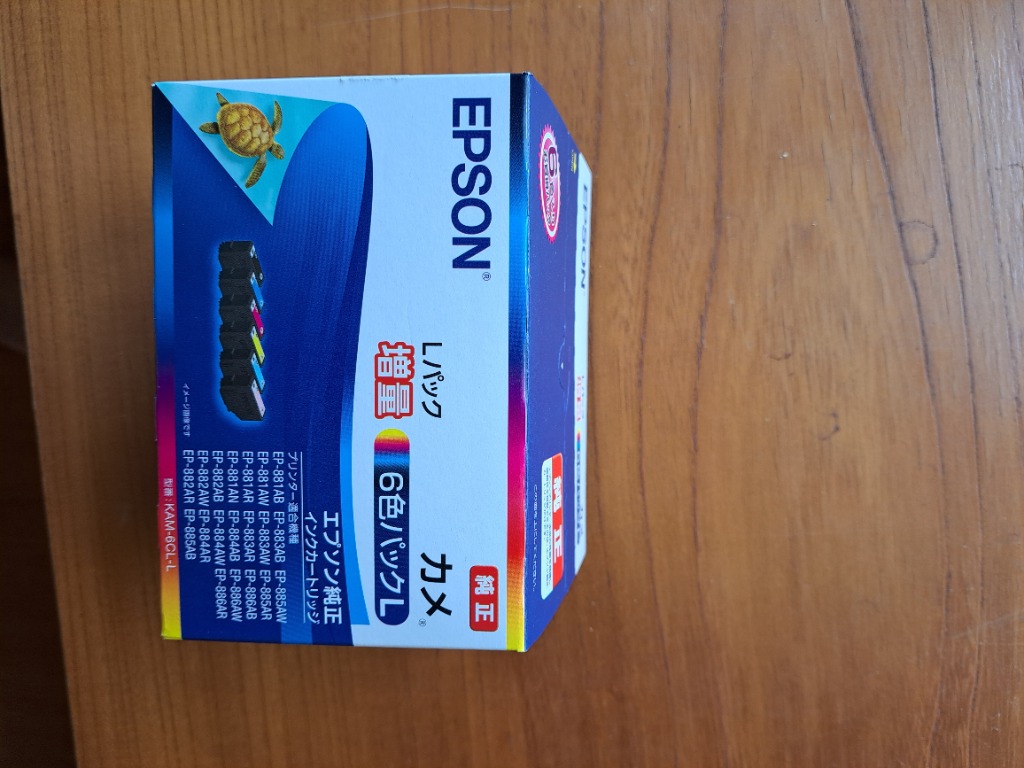 EPSON®
純正
Lパック
増量
カメ®
6色パックL
エプソン純正
インクカートリッジ
プリンター適合機種
EP-881AB EP-883AB EP-885AW
EP-881AW EP-883AW EP-885AR
EP-881AR EP-883AR EP-886AB
EP-881AN EP-884AB EP-886AW
EP-882AB EP-884AW EP-886AR
EP-882AW EP-884AR
EP-882AR EP-885AB
イメージ画像です
型番：KAM-6CL-L
EPSON
純正